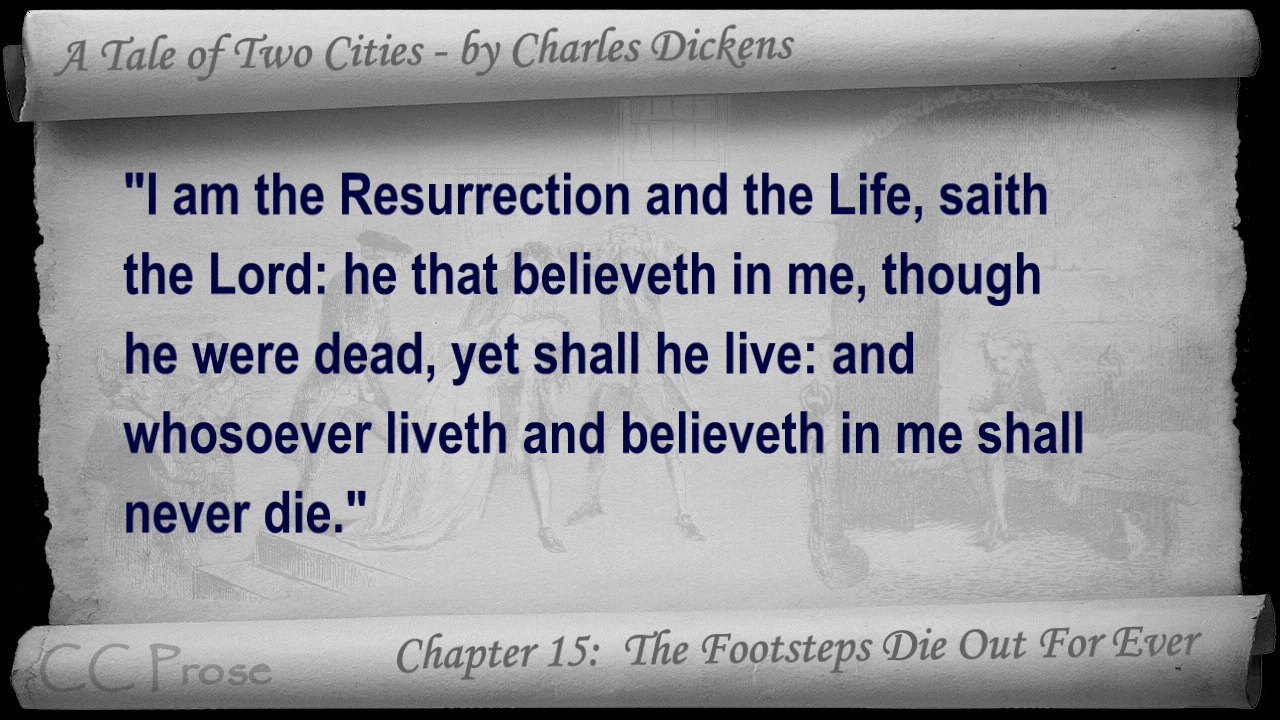 A Tale of Two Cities - by Charles Dickens
"I am the Resurrection and the Life, saith
the Lord: he that believeth in me, though
he were dead, yet shall he live: and
whosoever liveth and believeth in me shall
never die."
Chapter 15: The Footsteps Die Out For Ever
CC Prose